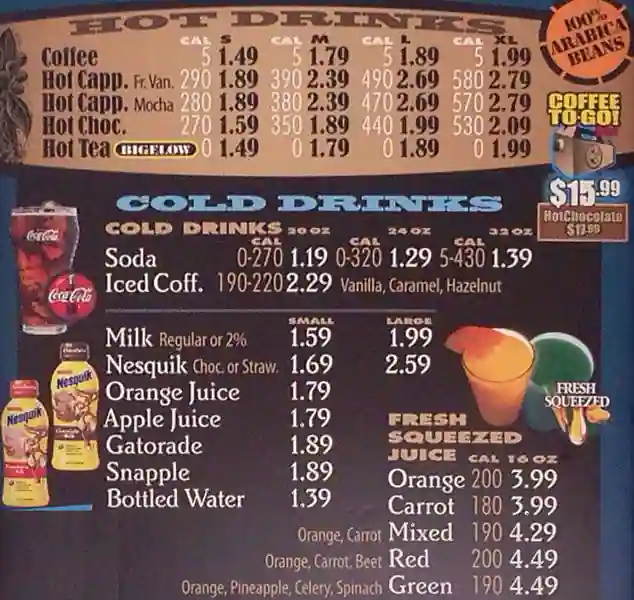 HOT DRINKS
CAL S CAL M CAL L CAL XL
Coffee 5 1.49 5 1.79 5 1.89 5 1.99
Hot Capp. Fr. Van. 290 1.89 390 2.39 490 2.69 580 2.79
Hot Capp. Mocha 280 1.89 380 2.39 470 2.69 570 2.79
Hot Choc. 270 1.59 350 1.89 440 1.99 530 2.09
Hot Tea BIGELOW 0 1.49 0 1.79 0 1.89 0 1.99
100%
ARABICA
BEANS
COFFEE
TO-GO!
$15.99
HotChocolate
$17.99
COLD DRINKS
COLD DRINKS 20 OZ 24 OZ 32 OZ
CAL CAL CAL
Soda 0-270 1.19 0-320 1.29 5-430 1.39
Iced Coff. 190-220 2.29 Vanilla, Caramel, Hazelnut
Coca-Cola
Coca-Cola
SMALL LARGE
Milk Regular or 2% 1.59 1.99
Nesquik Choc. or Straw. 1.69 2.59
Orange Juice 1.79
Apple Juice 1.79
Gatorade 1.89
Snapple 1.89
Bottled Water 1.39
Nesquik
Nesquik
FRESH
SQUEEZED
FRESH
SQUEEZED
JUICE CAL 16 OZ
Orange 200 3.99
Carrot 180 3.99
Orange, Carrot Mixed 190 4.29
Orange, Carrot, Beet Red 200 4.49
Orange, Pineapple, Celery, Spinach Green 190 4.49